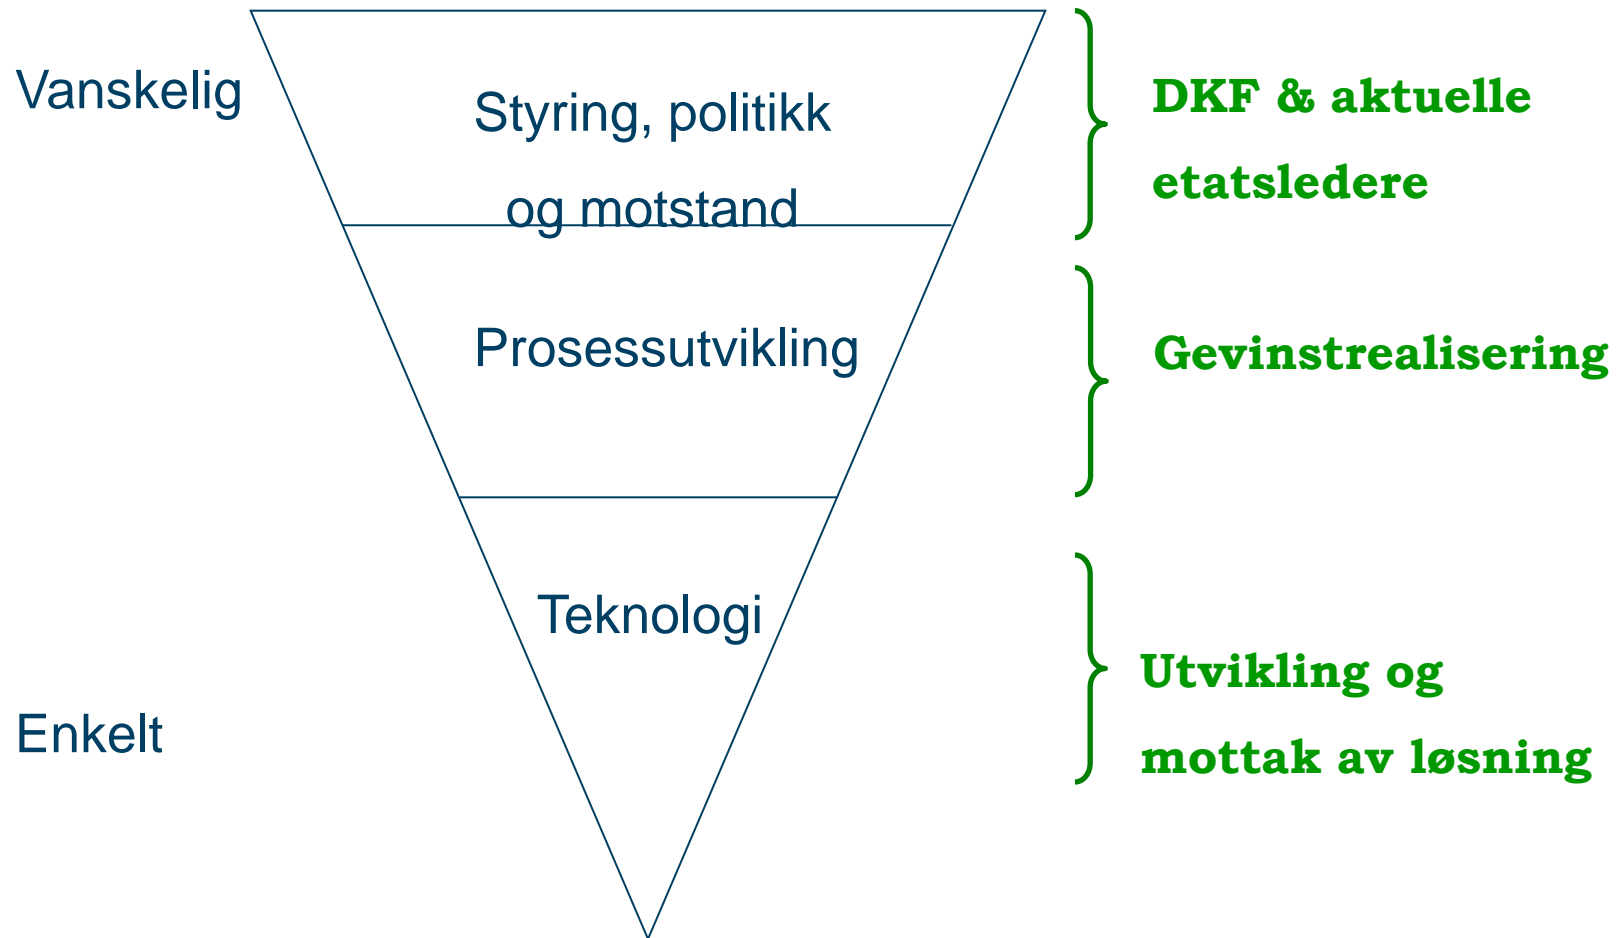 Vanskelig
Styring, politikk
og motstand
DKF & aktuelle
etatsledere
Prosessutvikling
Gevinstrealisering
Teknologi
Enkelt
Utvikling og
mottak av løsning